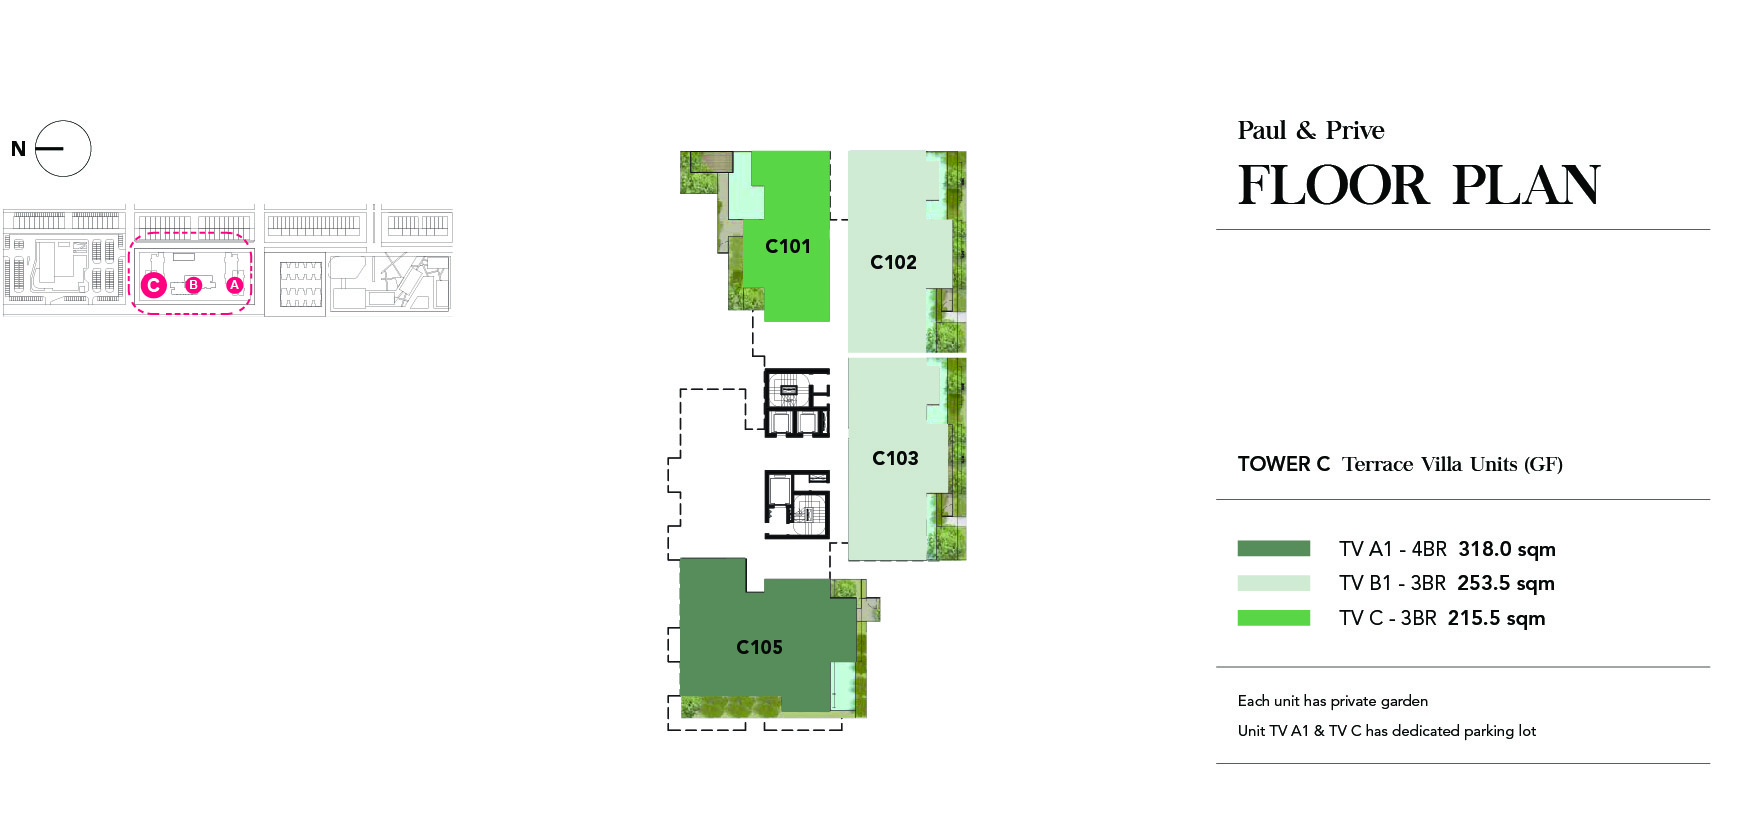 N
C
B
A
C101
C102
C103
C105
Paul & Prive
FLOOR PLAN
TOWER C Terrace Villa Units (GF)
TV A1 - 4BR 318.0 sqm
TV B1 - 3BR 253.5 sqm
TV C - 3BR 215.5 sqm
Each unit has private garden
Unit TV A1 & TV C has dedicated parking lot